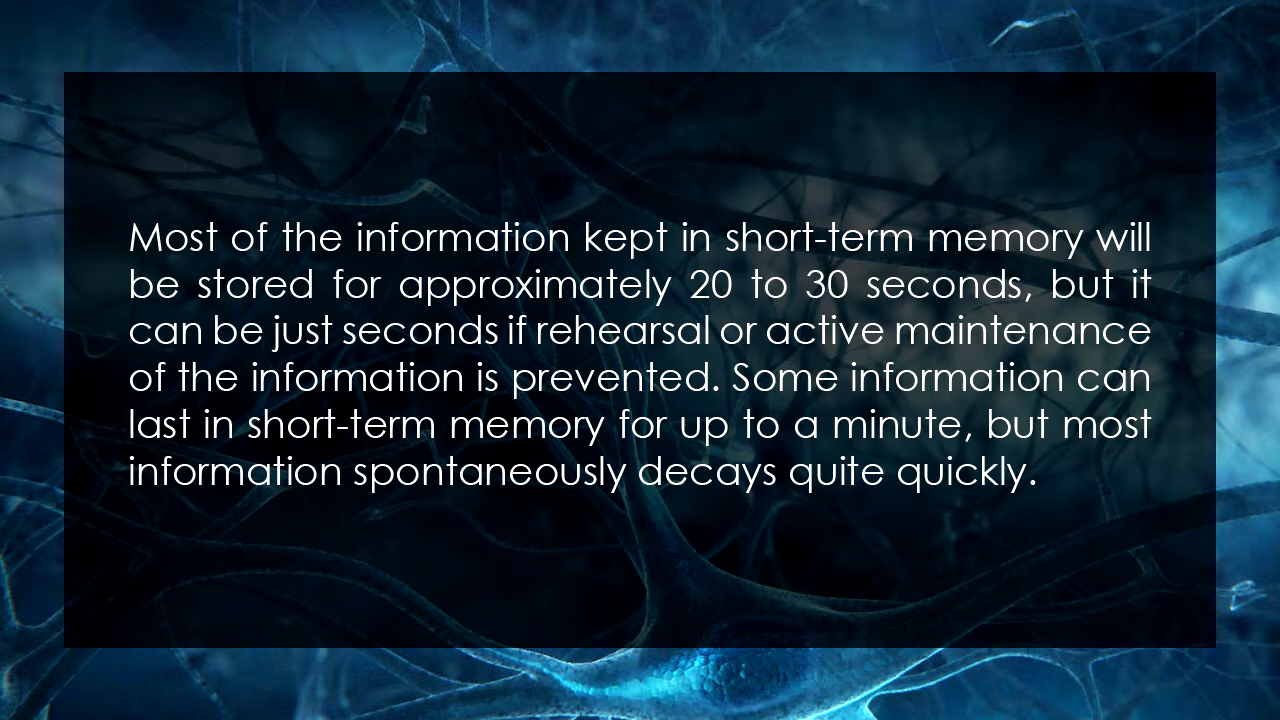 Most of the information kept in short-term memory will
be stored for approximately 20 to 30 seconds, but it
can be just seconds if rehearsal or active maintenance
of the information is prevented. Some information can
last in short-term memory for up to a minute, but most
information spontaneously decays quite quickly.